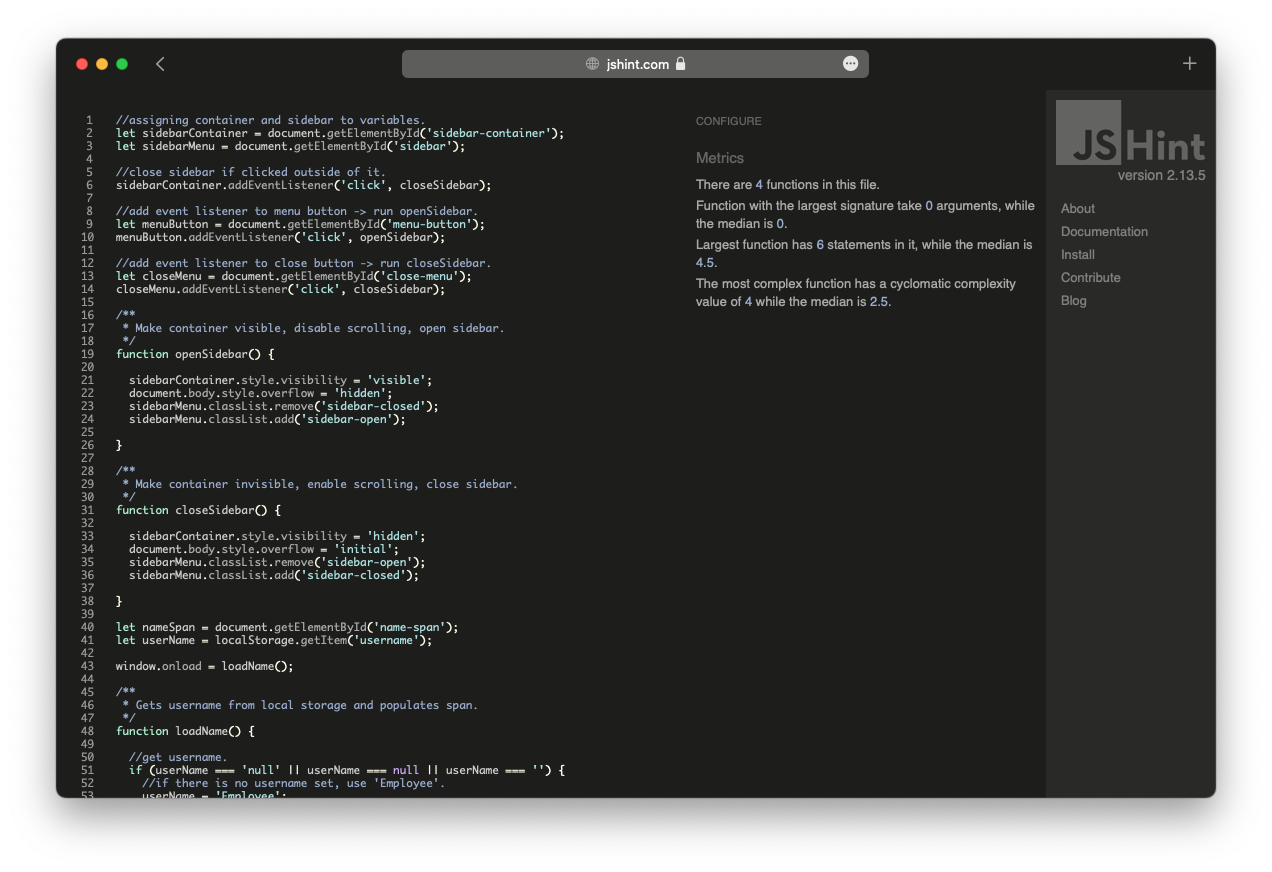 jshint.com
1 //assigning container and sidebar to variables.
2 let sidebarContainer = document.getElementById('sidebar-container');
3 let sidebarMenu = document.getElementById('sidebar');
4
5 //close sidebar if clicked outside of it.
6 sidebarContainer.addEventListener('click', closeSidebar);
7
8 //add event listener to menu button -> run openSidebar.
9 let menuButton = document.getElementById('menu-button');
10 menuButton.addEventListener('click', openSidebar);
11
12 //add event listener to close button -> run closeSidebar.
13 let closeMenu = document.getElementById('close-menu');
14 closeMenu.addEventListener('click', closeSidebar);
15
16 /**
17  * Make container visible, disable scrolling, open sidebar.
18  */
19 function openSidebar() {
20
21   sidebarContainer.style.visibility = 'visible';
22   document.body.style.overflow = 'hidden';
23   sidebarMenu.classList.remove('sidebar-closed');
24   sidebarMenu.classList.add('sidebar-open');
25
26 }
27
28 /**
29  * Make container invisible, enable scrolling, close sidebar.
30  */
31 function closeSidebar() {
32
33   sidebarContainer.style.visibility = 'hidden';
34   document.body.style.overflow = 'initial';
35   sidebarMenu.classList.remove('sidebar-open');
36   sidebarMenu.classList.add('sidebar-closed');
37
38 }
39
40 let nameSpan = document.getElementById('name-span');
41 let userName = localStorage.getItem('username');
42
43 window.onload = loadName();
44
45 /**
46  * Gets username from local storage and populates span.
47  */
48 function loadName() {
49
50   //get username.
51   if (userName === 'null' || userName === null || userName === '') {
52     //if there is no username set, use 'Employee'.
53     userName = 'Employee';
CONFIGURE
Metrics
There are 4 functions in this file.
Function with the largest signature take 0 arguments, while
the median is 0.
Largest function has 6 statements in it, while the median is
4.5.
The most complex function has a cyclomatic complexity
value of 4 while the median is 2.5.
JSHint
version 2.13.5
About
Documentation
Install
Contribute
Blog